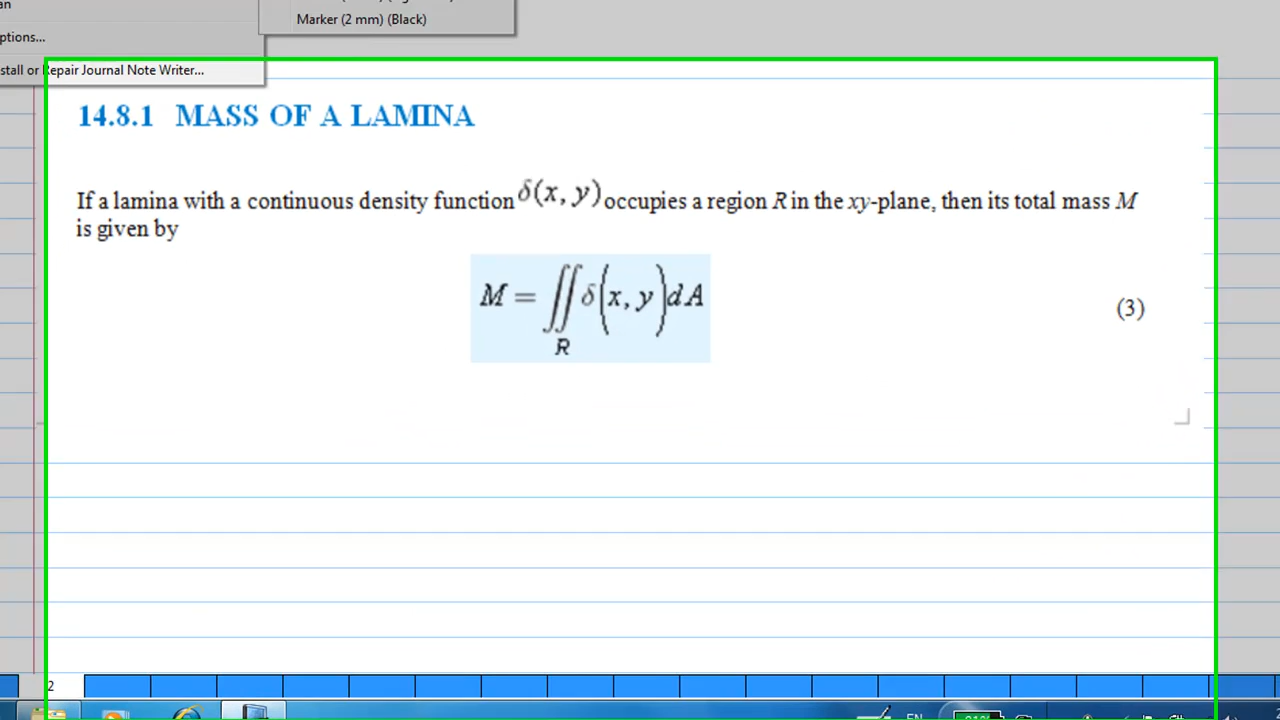 Marker (2 mm) (Black)
ptions...
stall or Repair Journal Note Writer...
14.8.1 MASS OF A LAMINA
If a lamina with a continuous density function δ(x, y) occupies a region R in the xy-plane, then its total mass M
is given by
M = ∬ δ(x, y)dA
R
(3)
2
EN